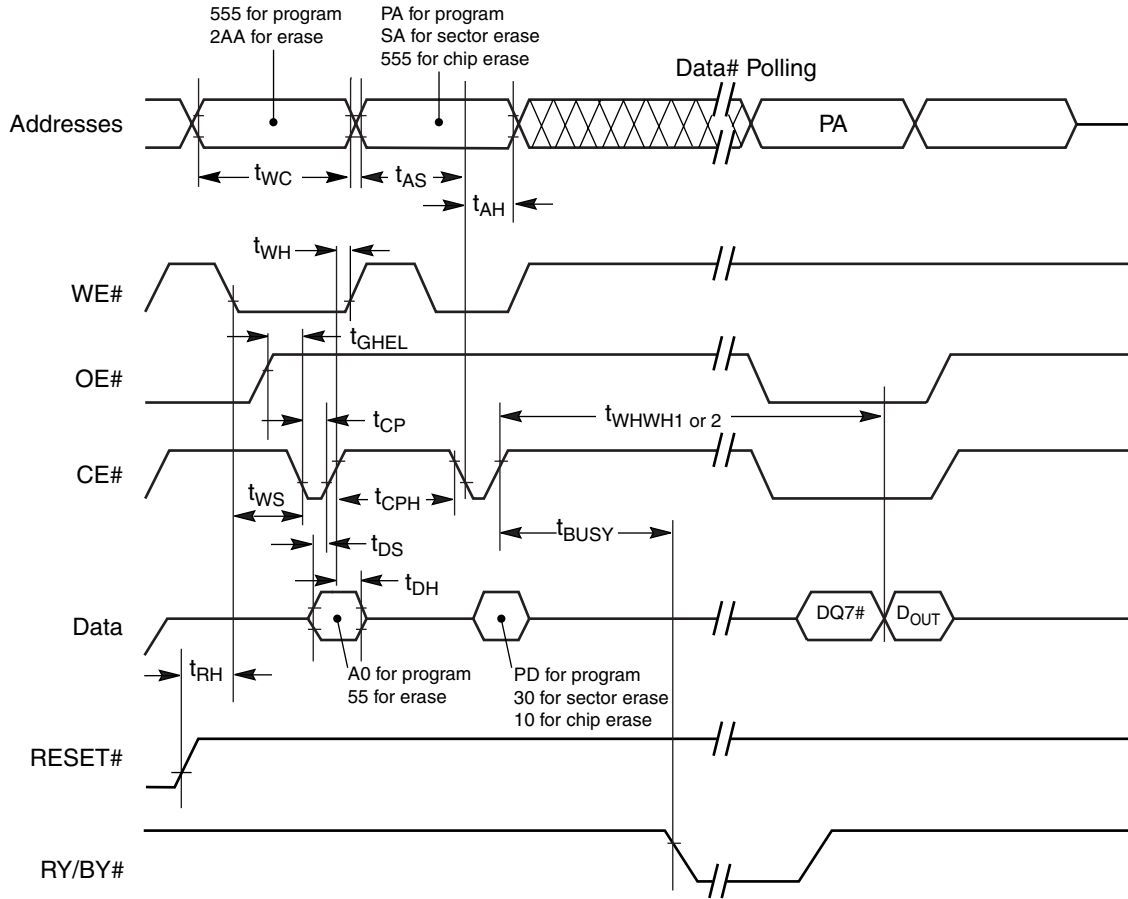 555 for program
2AA for erase
PA for program
SA for sector erase
555 for chip erase
Data# Polling
Addresses
PA
tWC
tAS
tAH
tWH
WE#
tGHEL
OE#
tWHWH1 or 2
tCP
CE#
tWS
tCPH
tBUSY
tDS
tDH
Data
DQ7#
DOUT
tRH
A0 for program
55 for erase
PD for program
30 for sector erase
10 for chip erase
RESET#
RY/BY#